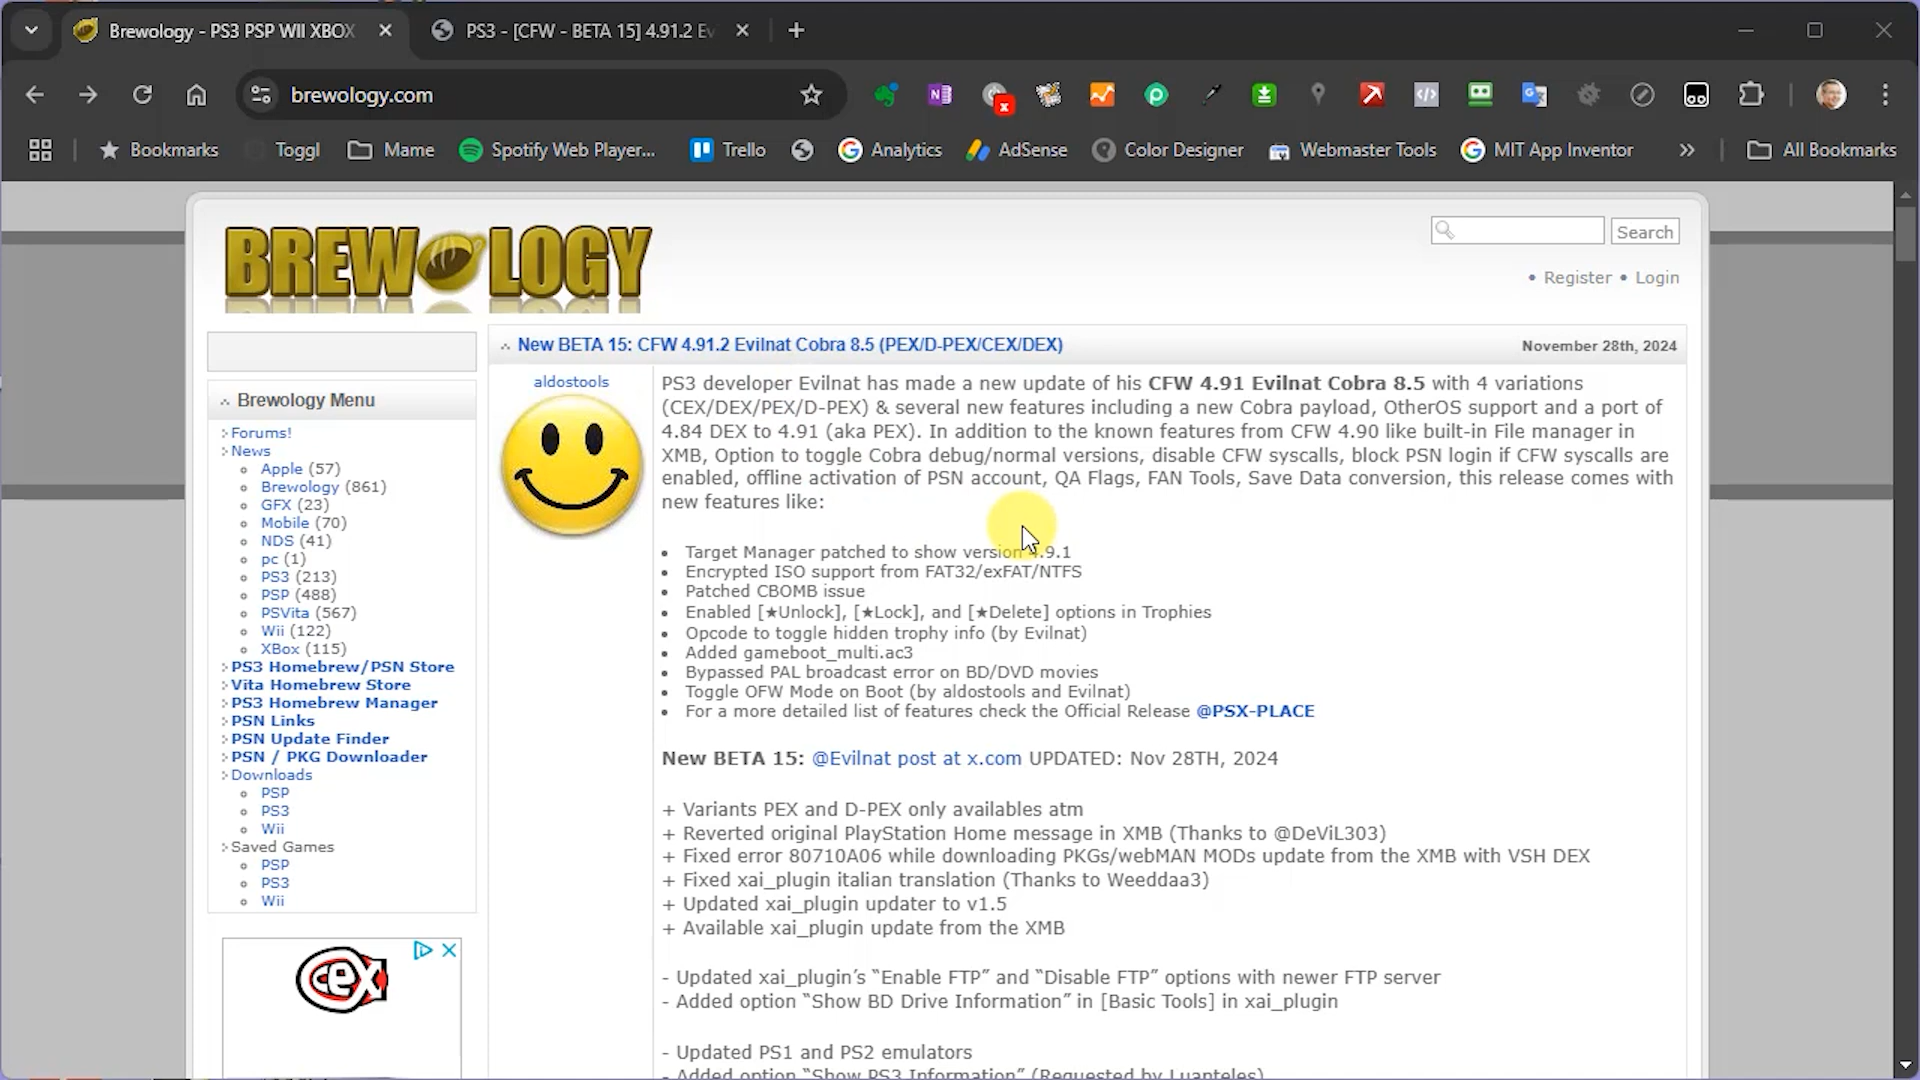 Brewology - PS3 PSP WII XBOX
PS3 - [CFW - BETA 15] 4.91.2 Ev
brewology.com
Bookmarks
Toggl
Mame
Spotify Web Player...
Trello
Analytics
AdSense
Color Designer
Webmaster Tools
MIT App Inventor
All Bookmarks
BREWOLOGY
Search
• Register • Login
New BETA 15: CFW 4.91.2 Evilnat Cobra 8.5 (PEX/D-PEX/CEX/DEX)
November 28th, 2024
Brewology Menu
Forums!
News
Apple (57)
Brewology (861)
GFX (23)
Mobile (70)
NDS (41)
pc (1)
PS3 (213)
PSP (488)
PSVita (567)
Wii (122)
XBox (115)
PS3 Homebrew/PSN Store
Vita Homebrew Store
PS3 Homebrew Manager
PSN Links
PSN Update Finder
PSN / PKG Downloader
Downloads
PSP
PS3
Wii
Saved Games
PSP
PS3
Wii
cex
aldostools
PS3 developer Evilnat has made a new update of his CFW 4.91 Evilnat Cobra 8.5 with 4 variations
(CEX/DEX/PEX/D-PEX) & several new features including a new Cobra payload, OtherOS support and a port of
4.84 DEX to 4.91 (aka PEX). In addition to the known features from CFW 4.90 like built-in File manager in
XMB, Option to toggle Cobra debug/normal versions, disable CFW syscalls, block PSN login if CFW syscalls are
enabled, offline activation of PSN account, QA Flags, FAN Tools, Save Data conversion, this release comes with
new features like:
• Target Manager patched to show version 4.9.1
• Encrypted ISO support from FAT32/exFAT/NTFS
• Patched CBOMB issue
• Enabled [★Unlock], [★Lock], and [★Delete] options in Trophies
• Opcode to toggle hidden trophy info (by Evilnat)
• Added gameboot_multi.ac3
• Bypassed PAL broadcast error on BD/DVD movies
• Toggle OFW Mode on Boot (by aldostools and Evilnat)
• For a more detailed list of features check the Official Release @PSX-PLACE
New BETA 15: @Evilnat post at x.com UPDATED: Nov 28TH, 2024
+ Variants PEX and D-PEX only availables atm
+ Reverted original PlayStation Home message in XMB (Thanks to @DeViL303)
+ Fixed error 80710A06 while downloading PKGs/webMAN MODs update from the XMB with VSH DEX
+ Fixed xai_plugin italian translation (Thanks to Weeddaa3)
+ Updated xai_plugin updater to v1.5
+ Available xai_plugin update from the XMB
- Updated xai_plugin's “Enable FTP” and “Disable FTP” options with newer FTP server
- Added option “Show BD Drive Information” in [Basic Tools] in xai_plugin
- Updated PS1 and PS2 emulators
- Added option “Show PS3 Information” (Requested by Luanteles)